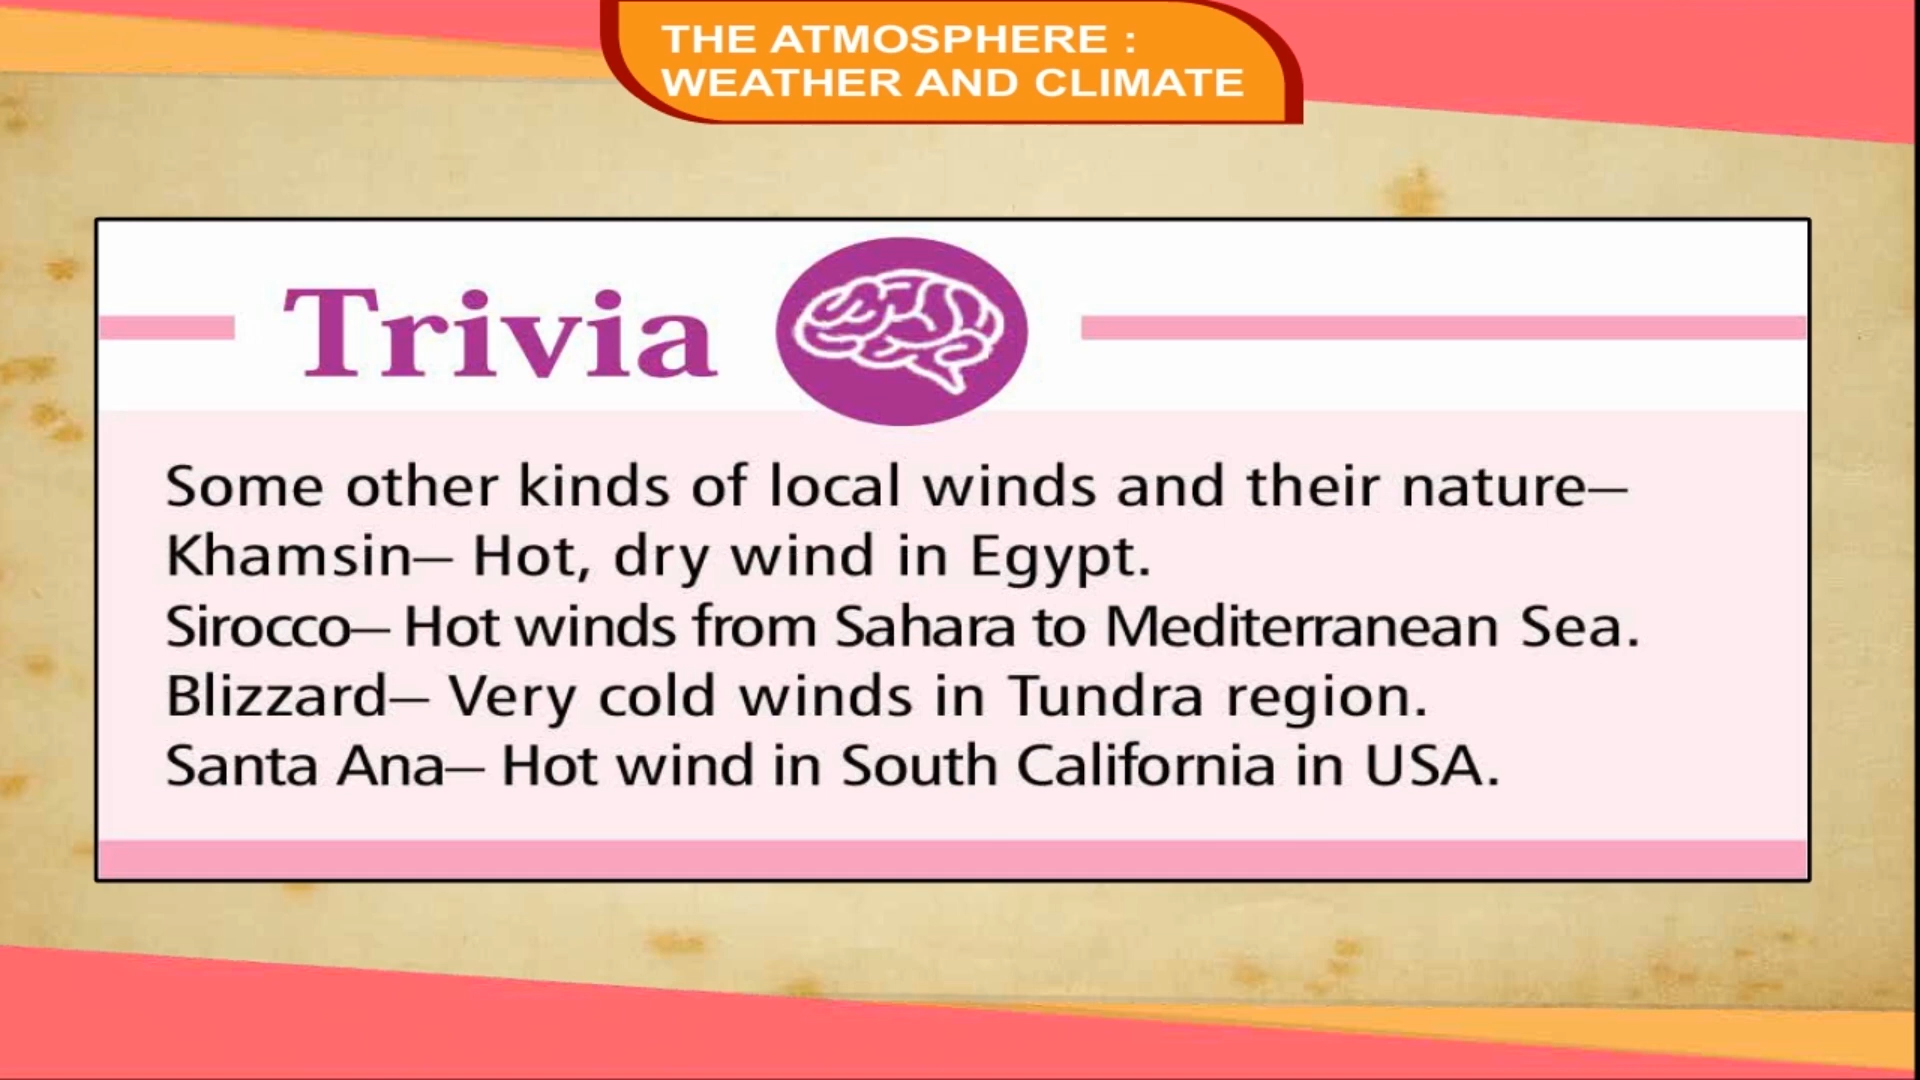 THE ATMOSPHERE :
WEATHER AND CLIMATE
Trivia
Some other kinds of local winds and their nature—
Khamsin— Hot, dry wind in Egypt.
Sirocco— Hot winds from Sahara to Mediterranean Sea.
Blizzard— Very cold winds in Tundra region.
Santa Ana— Hot wind in South California in USA.